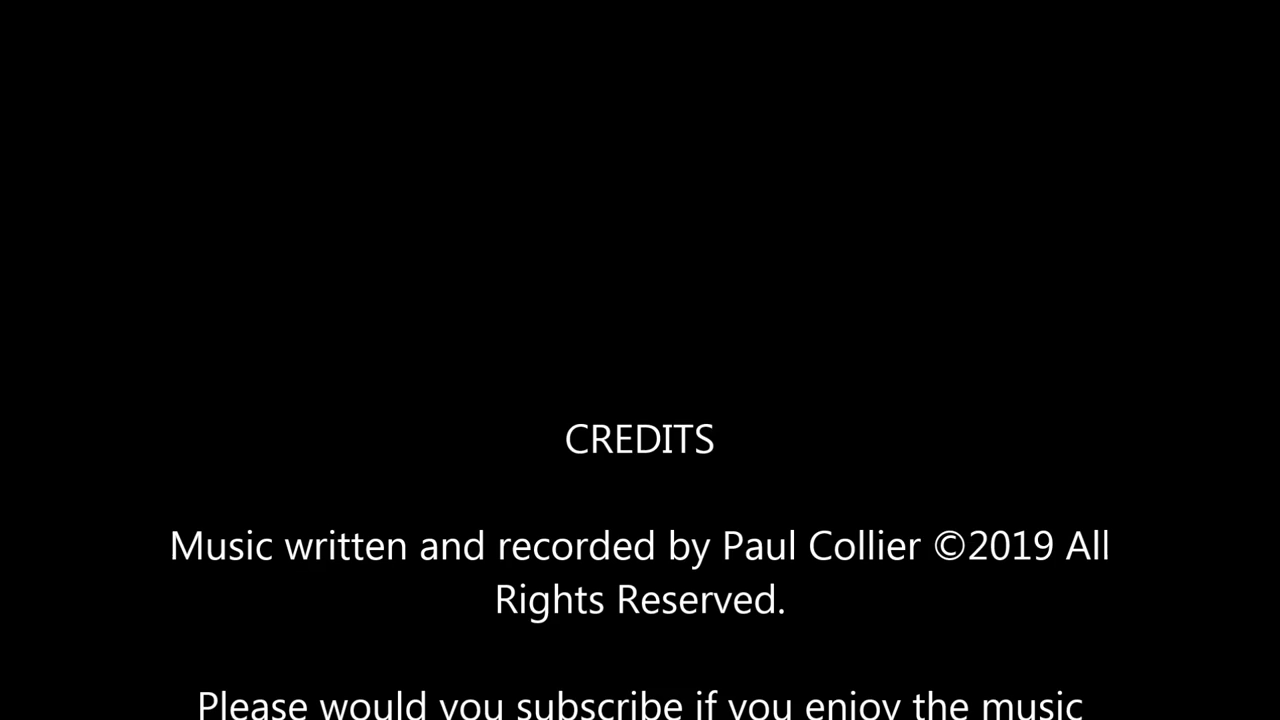 CREDITS
Music written and recorded by Paul Collier ©2019 All
Rights Reserved.
Please would you subscribe if you enjoy the music